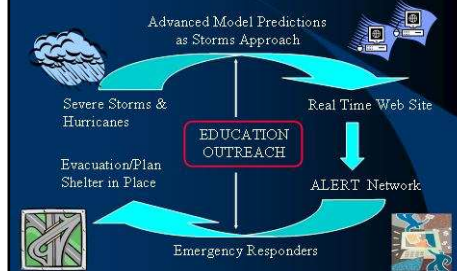 Advanced Model Predictions
as Storms Approach
Severe Storms &
Hurricanes
Real Time Web Site
EDUCATION
OUTREACH
Evacuation/Plan
Shelter in Place
ALERT Network
Emergency Responders